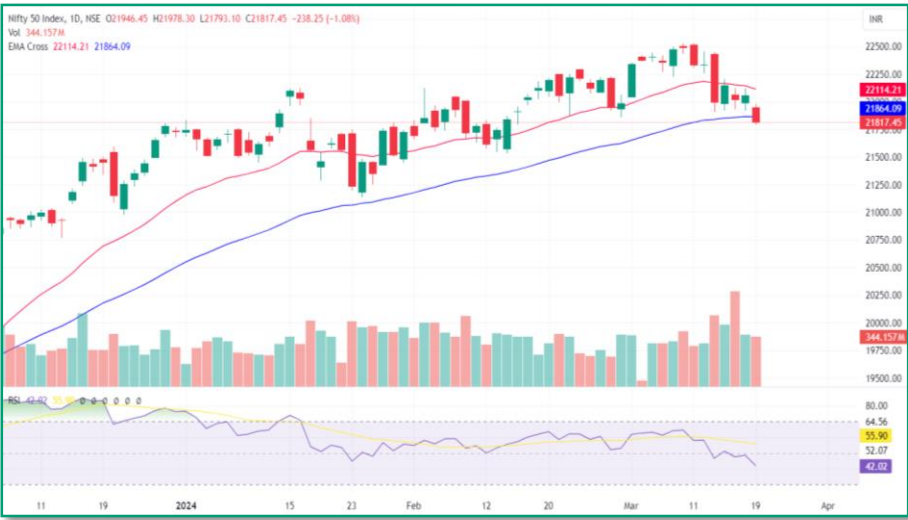 Nifty 50 Index, 1D, NSE O21946.45 H21978.30 L21793.10 C21817.45 -238.25 (-1.08%)
INR
Vol 344.157M
EMA Cross 22114.21 21864.09
22500.00
22250.00
22114.21
21864.09
21817.45
21500.00
21250.00
21000.00
20750.00
20500.00
20250.00
20000.00
344.157M
19750.00
19500.00
RSI 42.02 55.90 ø ø ø ø ø ø
80.00
64.56
55.90
52.07
42.02
11 19 2024 15 23 Feb 12 20 Mar 11 19 Apr